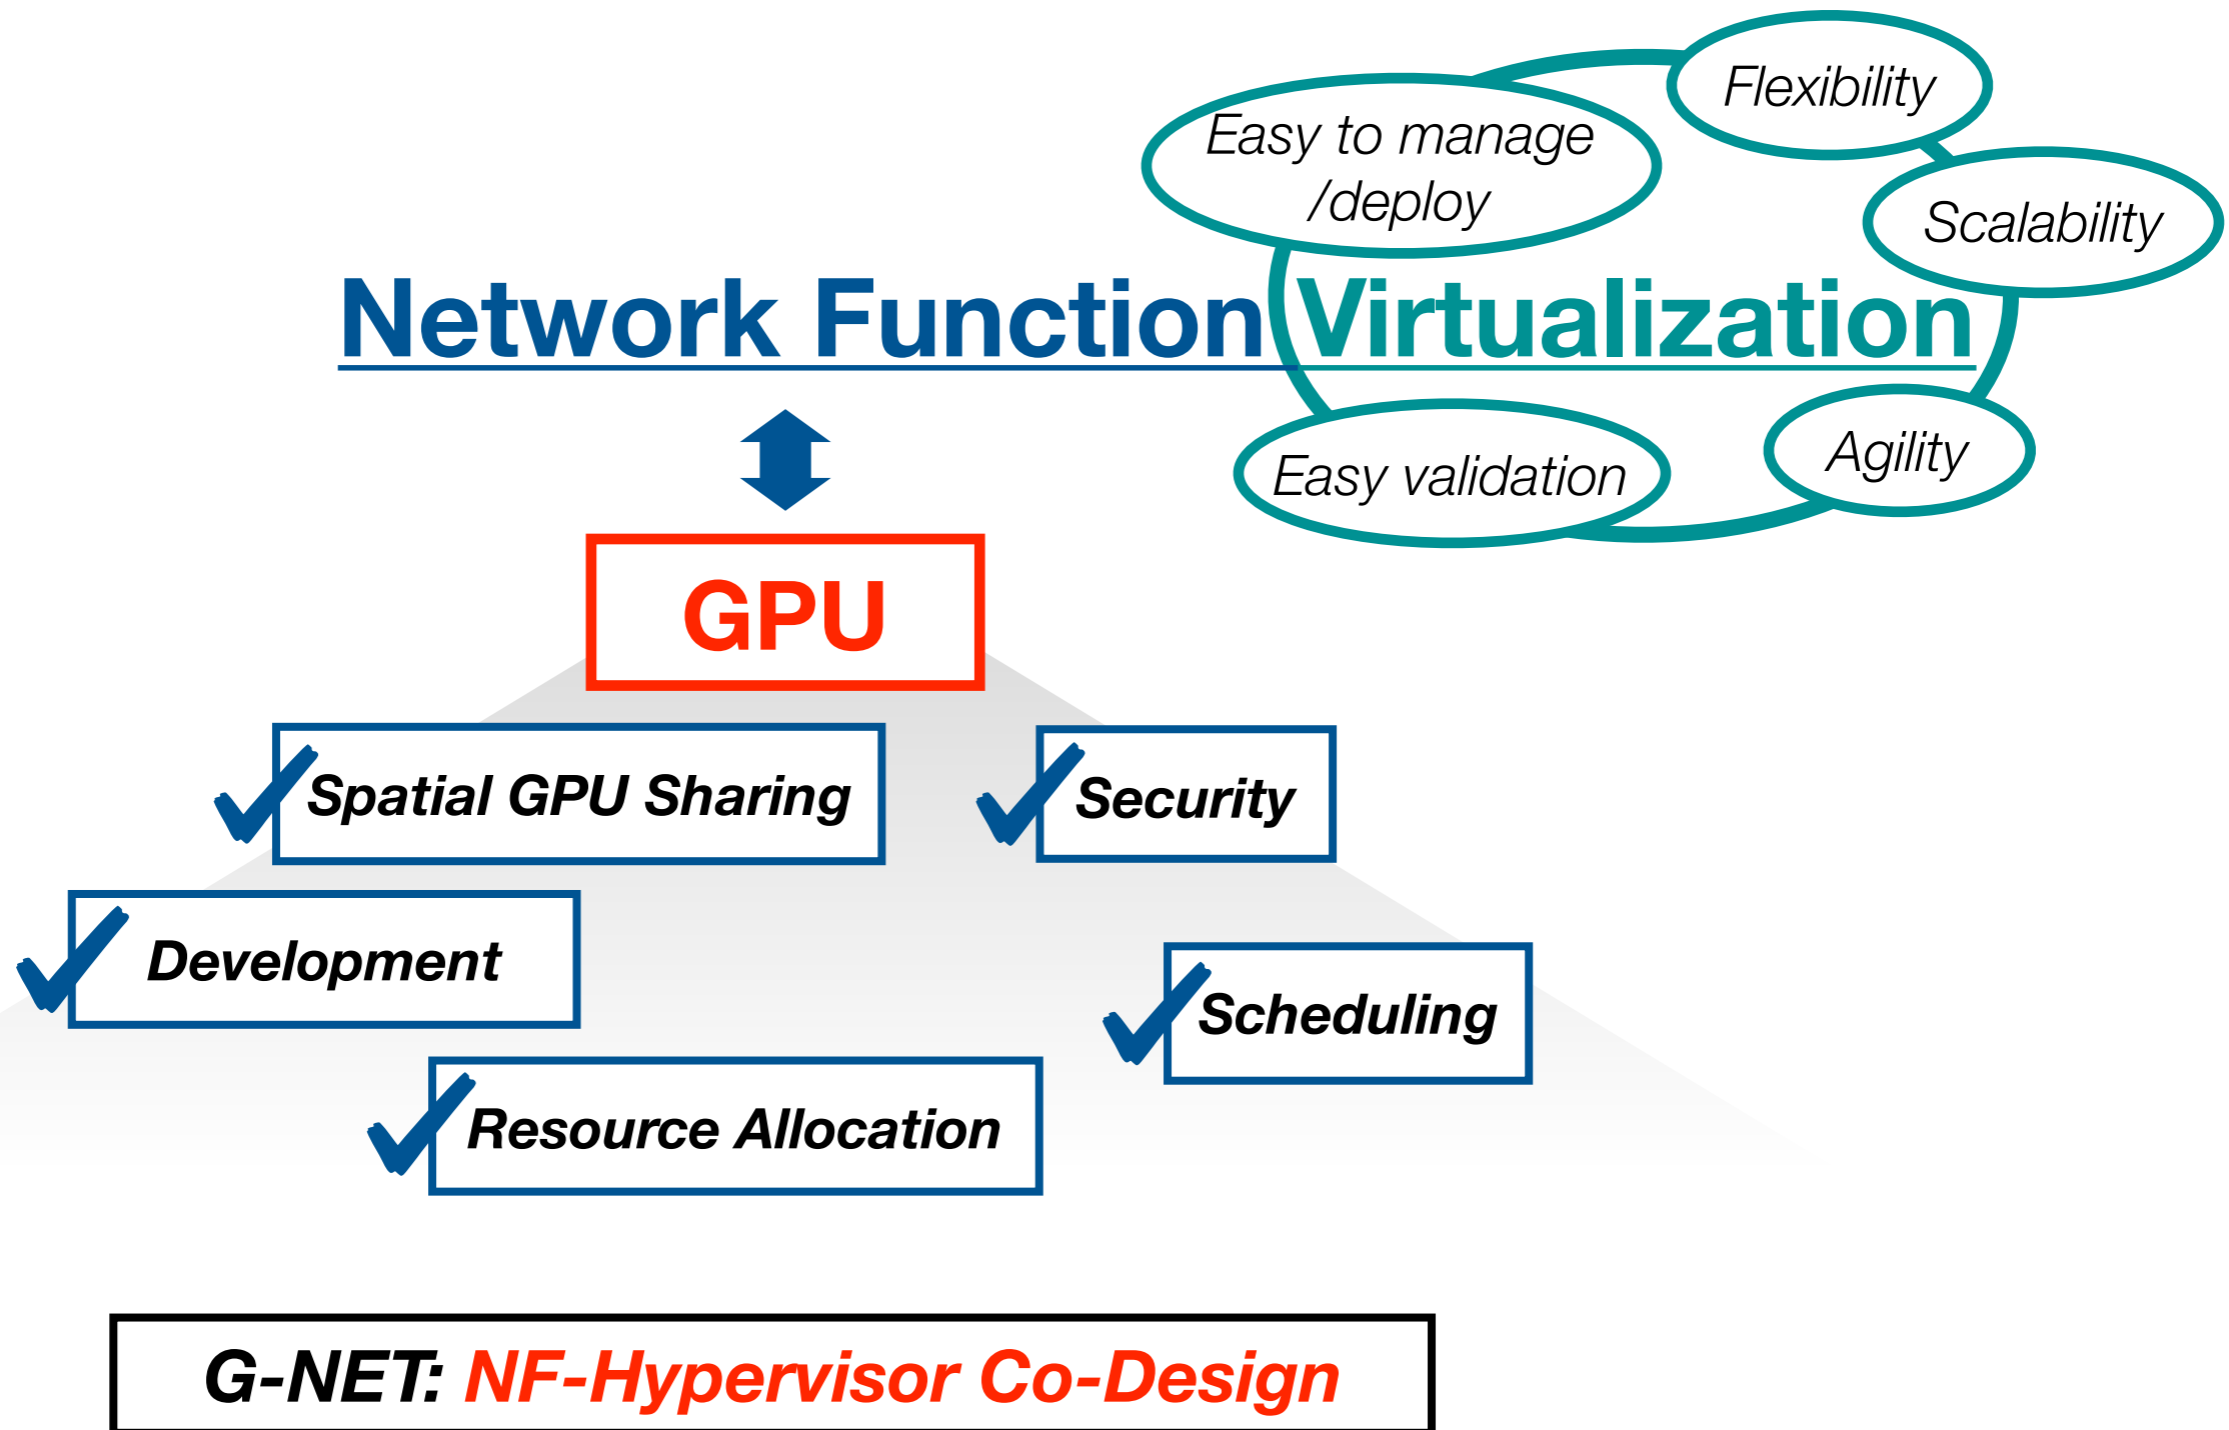 Flexibility
Easy to manage
/deploy
Scalability
Network Function Virtualization
Agility
Easy validation
GPU
Spatial GPU Sharing
Security
Development
Scheduling
Resource Allocation
G-NET: NF-Hypervisor Co-Design